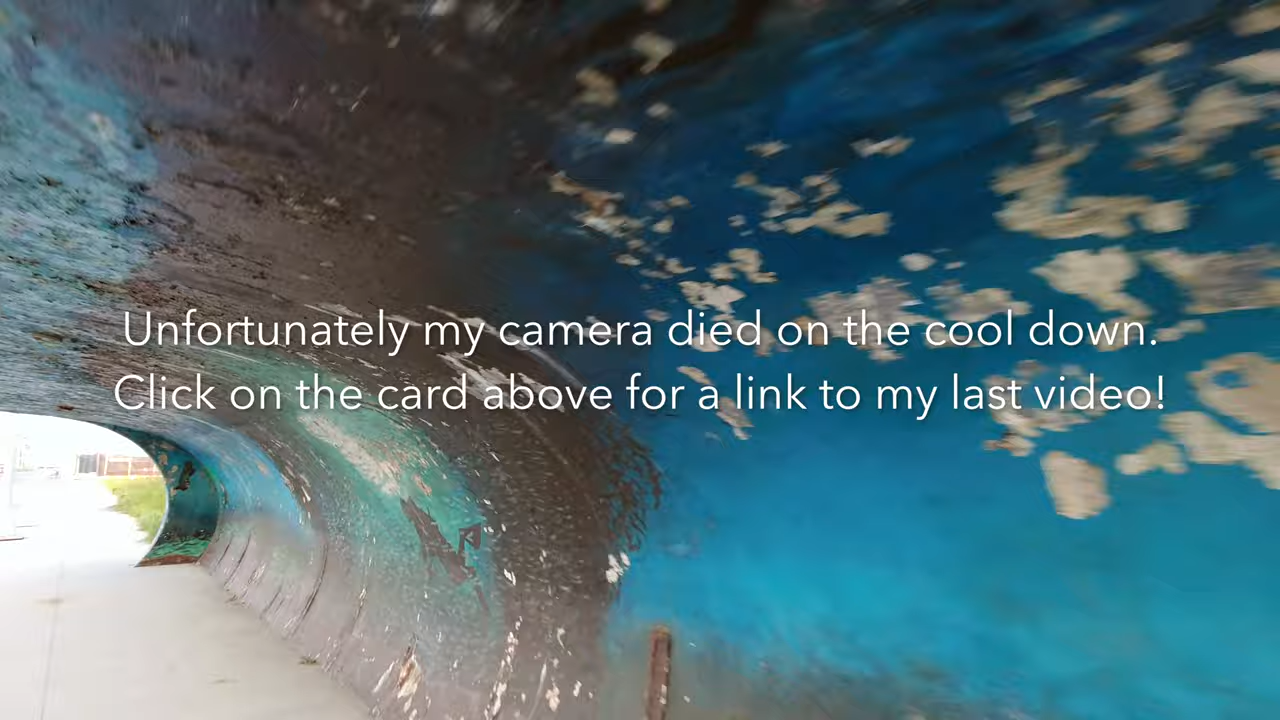 Unfortunately my camera died on the cool down.
Click on the card above for a link to my last video!